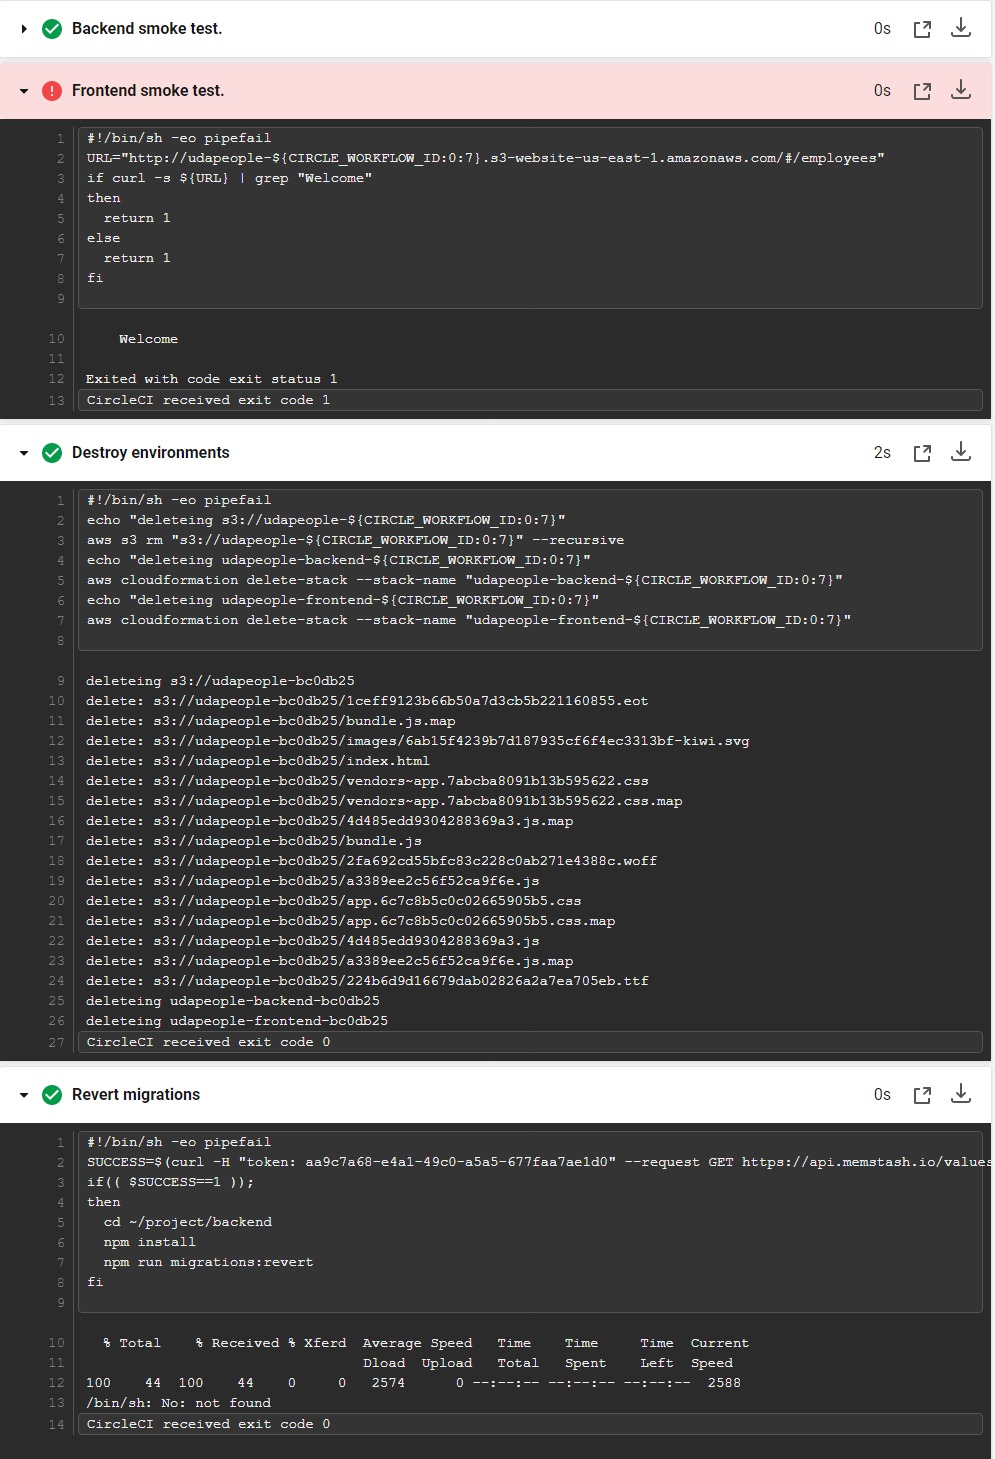 Backend smoke test. 0s
Frontend smoke test. 0s
1 #!/bin/sh -eo pipefail
2 URL="http://udapeople-${CIRCLE_WORKFLOW_ID:0:7}.s3-website-us-east-1.amazonaws.com/#/employees"
3 if curl -s ${URL} | grep "Welcome"
4 then
5   return 1
6 else
7   return 1
8 fi
9
10     Welcome
11
12 Exited with code exit status 1
13 CircleCI received exit code 1
Destroy environments 2s
1 #!/bin/sh -eo pipefail
2 echo "deleteing s3://udapeople-${CIRCLE_WORKFLOW_ID:0:7}"
3 aws s3 rm "s3://udapeople-${CIRCLE_WORKFLOW_ID:0:7}" --recursive
4 echo "deleteing udapeople-backend-${CIRCLE_WORKFLOW_ID:0:7}"
5 aws cloudformation delete-stack --stack-name "udapeople-backend-${CIRCLE_WORKFLOW_ID:0:7}"
6 echo "deleteing udapeople-frontend-${CIRCLE_WORKFLOW_ID:0:7}"
7 aws cloudformation delete-stack --stack-name "udapeople-frontend-${CIRCLE_WORKFLOW_ID:0:7}"
8
9 deleteing s3://udapeople-bc0db25
10 delete: s3://udapeople-bc0db25/1ceff9123b66b50a7d3cb5b221160855.eot
11 delete: s3://udapeople-bc0db25/bundle.js.map
12 delete: s3://udapeople-bc0db25/images/6ab15f4239b7d187935cf6f4ec3313bf-kiwi.svg
13 delete: s3://udapeople-bc0db25/index.html
14 delete: s3://udapeople-bc0db25/vendors~app.7abcba8091b13b595622.css
15 delete: s3://udapeople-bc0db25/vendors~app.7abcba8091b13b595622.css.map
16 delete: s3://udapeople-bc0db25/4d485edd9304288369a3.js.map
17 delete: s3://udapeople-bc0db25/bundle.js
18 delete: s3://udapeople-bc0db25/2fa692cd55bfc83c228c0ab271e4388c.woff
19 delete: s3://udapeople-bc0db25/a3389ee2c56f52ca9f6e.js
20 delete: s3://udapeople-bc0db25/app.6c7c8b5c0c02665905b5.css
21 delete: s3://udapeople-bc0db25/app.6c7c8b5c0c02665905b5.css.map
22 delete: s3://udapeople-bc0db25/4d485edd9304288369a3.js
23 delete: s3://udapeople-bc0db25/a3389ee2c56f52ca9f6e.js.map
24 delete: s3://udapeople-bc0db25/224b6d9d16679dab02826a2a7ea705eb.ttf
25 deleteing udapeople-backend-bc0db25
26 deleteing udapeople-frontend-bc0db25
27 CircleCI received exit code 0
Revert migrations 0s
1 #!/bin/sh -eo pipefail
2 SUCCESS=$(curl -H "token: aa9c7a68-e4a1-49c0-a5a5-677faa7ae1d0" --request GET https://api.memstash.io/values
3 if(( $SUCCESS==1 ));
4 then
5   cd ~/project/backend
6   npm install
7   npm run migrations:revert
8 fi
9
10   % Total    % Received % Xferd  Average Speed   Time    Time     Time  Current
11                                  Dload  Upload   Total   Spent    Left  Speed
12 100    44  100    44    0     0   2574      0 --:--:-- --:--:-- --:--:--  2588
13 /bin/sh: No: not found
14 CircleCI received exit code 0